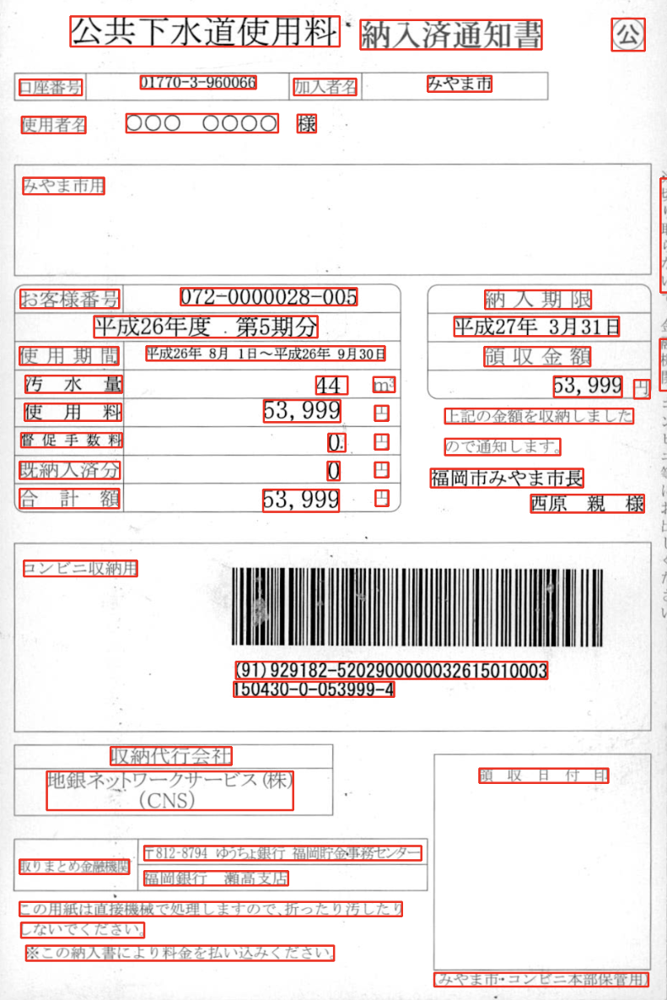 公共下水道使用料 納入済通知書 公
口座番号 01770-3-960066 加入者名 みやま市
使用者名 〇〇〇 〇〇〇〇 様
みやま市用
お客様番号 072-0000028-005
平成26年度 第5期分
使用期間 平成26年 8月 1日～平成26年 9月30日
汚水量 44 m³
使用料 53,999 円
督促手数料 0 円
既納入済分 0 円
合計額 53,999 円
納入期限
平成27年 3月31日
領収金額
53,999 円
上記の金額を収納しました
ので通知します。
福岡市みやま市長
西原 親 様
コンビニ収納用
(91)929182-5202900000032615010003
150430-0-053999-4
収納代行会社
地銀ネットワークサービス(株)
(CNS)
領収日付印
取りまとめ金融機関
〒812-8794 ゆうちょ銀行 福岡貯金事務センター
福岡銀行 瀬高支店
この用紙は直接機械で処理しますので、折ったり汚したり
しないでください。
※この納入書により料金を払い込みください。
(みやま市・コンビニ本部保管用)